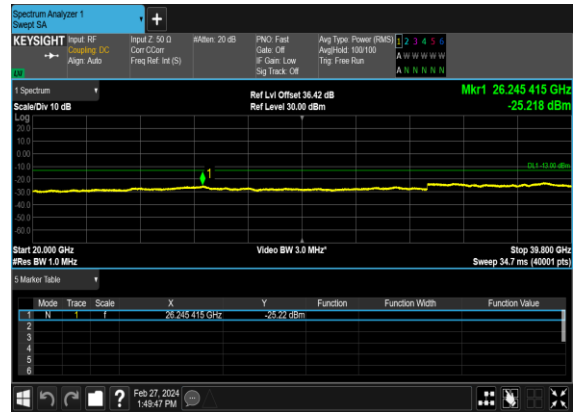 Spectrum Analyzer 1
Swept SA
KEYSIGHT Input: RF Input Z: 50 Ω #Atten: 20 dB PNO: Fast Avg Type: Power (RMS) 1 2 3 4 5 6
Coupling: DC Corr CCorr Gate: Off Avg|Hold: 100/100 A W W W W W
Align: Auto Freq Ref: Int (S) IF Gain: Low Trig: Free Run
Sig Track: Off A N N N N N
LXI
1 Spectrum Ref Lvl Offset 36.42 dB Mkr1 26.245 415 GHz
Scale/Div 10 dB Ref Level 30.00 dBm -25.218 dBm
Log
20.0
10.0
0.00
-10.0 DL1 -13.00 dBm
-20.0 1
-30.0
-40.0
-50.0
-60.0
Start 20.000 GHz Video BW 3.0 MHz* Stop 39.800 GHz
#Res BW 1.0 MHz Sweep 34.7 ms (40001 pts)
5 Marker Table
Mode Trace Scale X Y Function Function Width Function Value
1 N 1 f 26.245 415 GHz -25.22 dBm
2
3
4
5
6
? Feb 27, 2024
1:49:47 PM